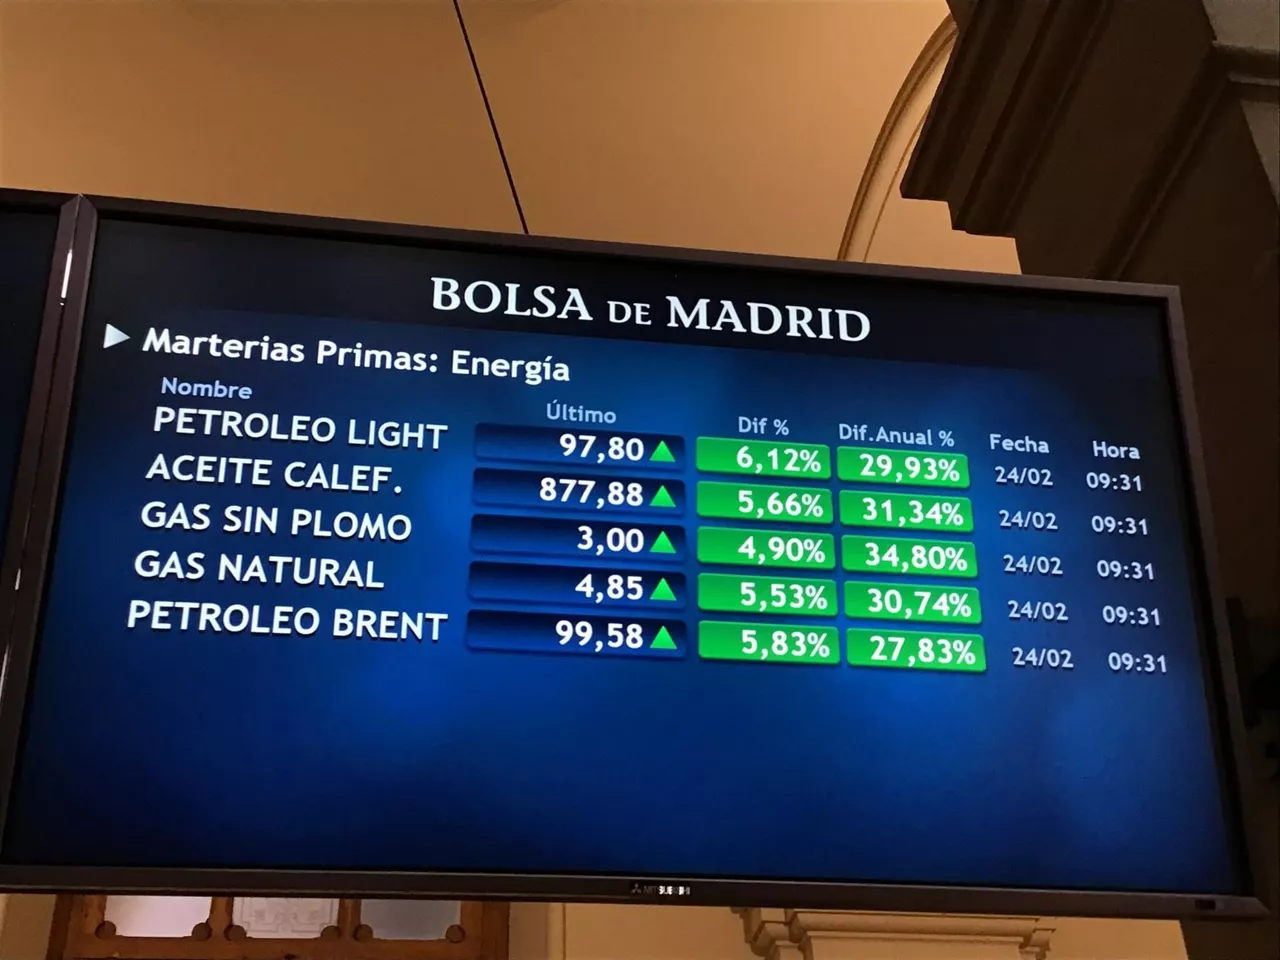 BOLSA DE MADRID
Marterias Primas: Energía
Nombre Último Dif % Dif.Anual % Fecha Hora
PETROLEO LIGHT 97,80 6,12% 29,93% 24/02 09:31
ACEITE CALEF. 877,88 5,66% 31,34% 24/02 09:31
GAS SIN PLOMO 3,00 4,90% 34,80% 24/02 09:31
GAS NATURAL 4,85 5,53% 30,74% 24/02 09:31
PETROLEO BRENT 99,58 5,83% 27,83% 24/02 09:31
MITSUBISHI